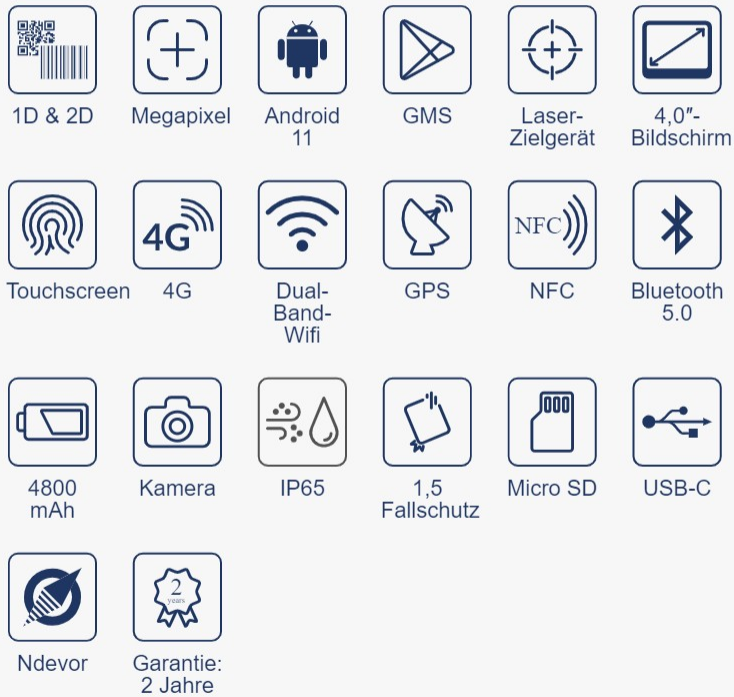 1D & 2D
Megapixel
Android
11
GMS
Laser-
Zielgerät
4,0″-
Bildschirm
4G
Touchscreen
4G
Dual-
Band-
Wifi
GPS
NFC
NFC
Bluetooth
5.0
4800
mAh
Kamera
IP65
1,5
Fallschutz
Micro SD
USB-C
Ndevor
2
years
Garantie:
2 Jahre